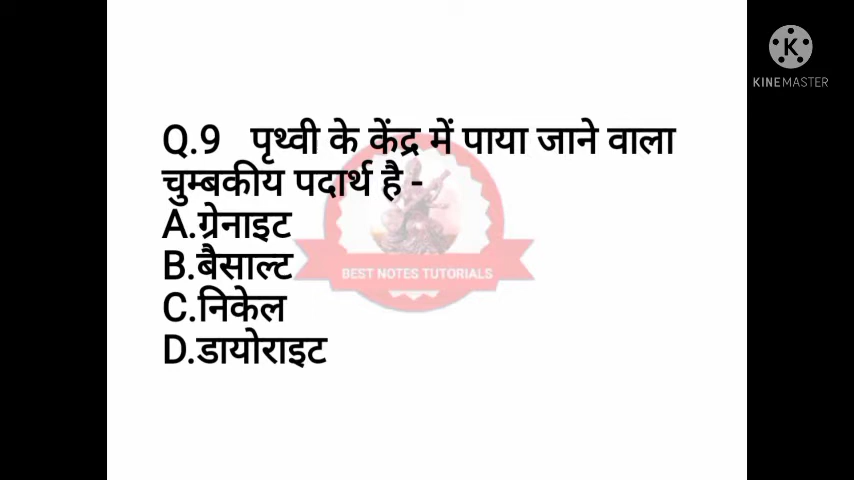 Q.9 पृथ्वी के केंद्र में पाया जाने वाला
चुम्बकीय पदार्थ है -
A.ग्रेनाइट
B.बैसाल्ट
C.निकेल
D.डायोराइट
BEST NOTES TUTORIALS
K
KINEMASTER